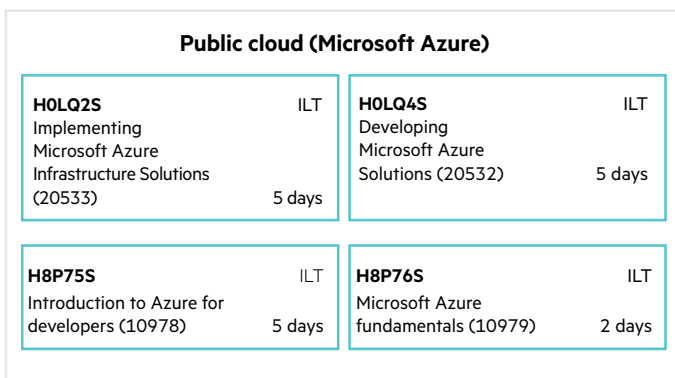 Public cloud (Microsoft Azure)
H0LQ2S ILT
Implementing
Microsoft Azure
Infrastructure Solutions
(20533) 5 days
H0LQ4S ILT
Developing
Microsoft Azure
Solutions (20532) 5 days
H8P75S ILT
Introduction to Azure for
developers (10978) 5 days
H8P76S ILT
Microsoft Azure
fundamentals (10979) 2 days